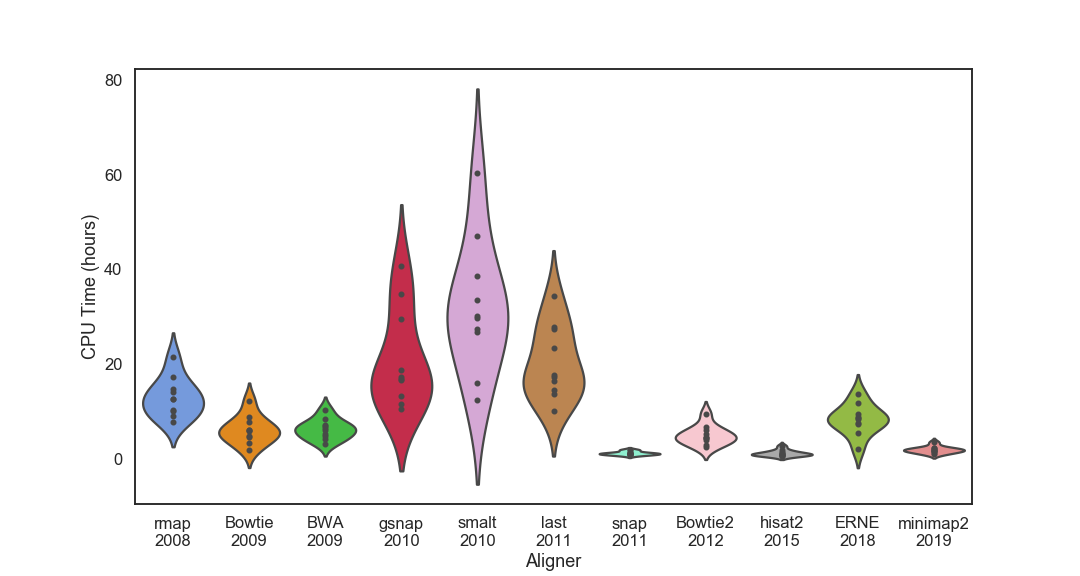 80
60
40
20
0
CPU Time (hours)
rmap Bowtie BWA gsnap smalt last snap Bowtie2 hisat2 ERNE minimap2
2008 2009 2009 2010 2010 2011 2011 2012 2015 2018 2019
Aligner